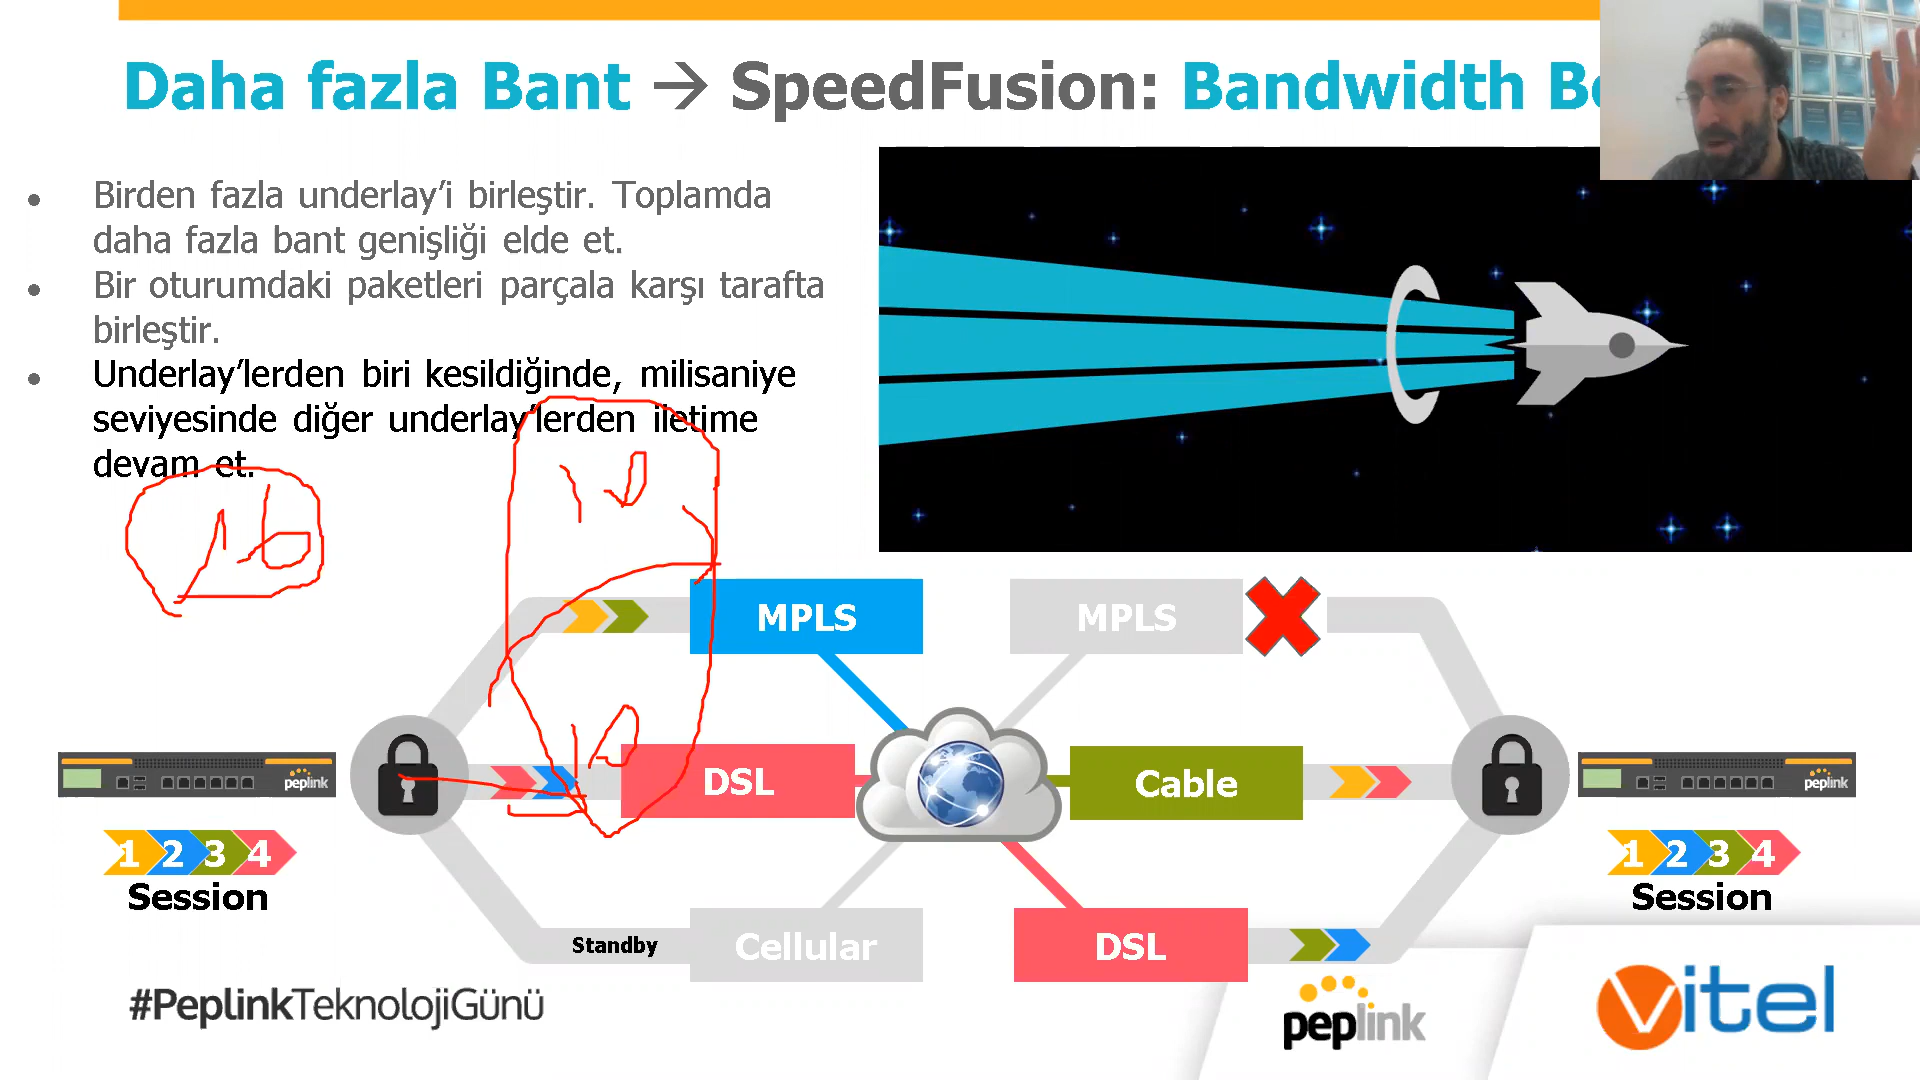 Daha fazla Bant → SpeedFusion: Bandwidth
• Birden fazla underlay’i birleştir. Toplamda
daha fazla bant genişliği elde et.
• Bir oturumdaki paketleri parçala karşı tarafta
birleştir.
• Underlay’lerden biri kesildiğinde, milisaniye
seviyesinde diğer underlay’lerden iletime
devam et.
MPLS
MPLS
DSL
Cable
peplink
peplink
1 2 3 4
Session
1 2 3 4
Session
Standby
Cellular
DSL
#PeplinkTeknolojiGünü
peplink
vitel